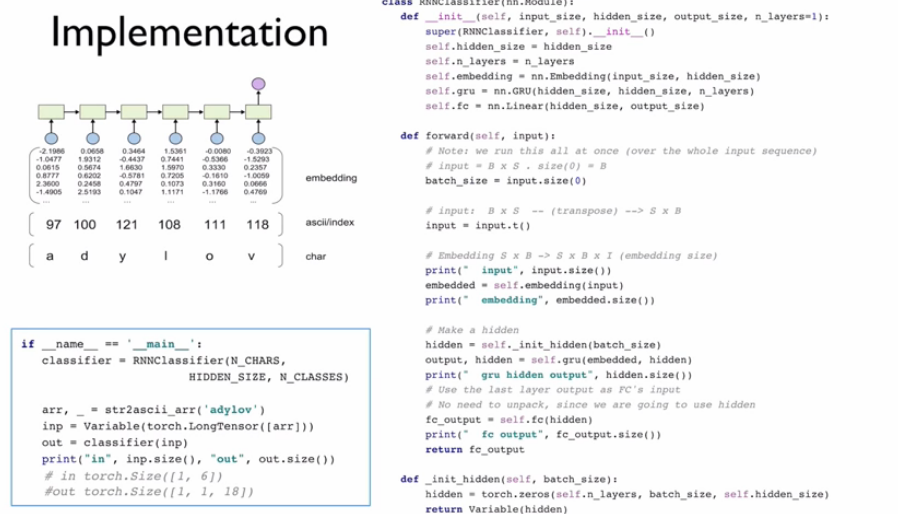 Implementation
-2.1986 0.0658 0.3464 1.5361 -0.0080 -0.3923
-1.0477 1.9312 -0.4437 0.7441 -0.5366 -1.5293
0.0615 0.5674 1.6630 1.5970 0.3330 0.2357
0.8777 0.6202 -0.5781 0.7205 -0.1610 -1.0059
2.3600 0.2458 0.4797 0.1073 0.3160 0.0666
-1.4905 2.5193 0.1047 1.1171 -1.1766 0.4769
... ... ... ... ... ...
embedding
97 100 121 108 111 118
ascii/index
a d y l o v
char
if __name__ == '__main__':
classifier = RNNClassifier(N_CHARS,
HIDDEN_SIZE, N_CLASSES)
arr, _ = str2ascii_arr('adylov')
inp = Variable(torch.LongTensor([arr]))
out = classifier(inp)
print("in", inp.size(), "out", out.size())
# in torch.Size([1, 6])
#out torch.Size([1, 1, 18])
class RNNClassifier(nn.Module):
def __init__(self, input_size, hidden_size, output_size, n_layers=1):
super(RNNClassifier, self).__init__()
self.hidden_size = hidden_size
self.n_layers = n_layers
self.embedding = nn.Embedding(input_size, hidden_size)
self.gru = nn.GRU(hidden_size, hidden_size, n_layers)
self.fc = nn.Linear(hidden_size, output_size)
def forward(self, input):
# Note: we run this all at once (over the whole input sequence)
# input = B x S . size(0) = B
batch_size = input.size(0)
# input: B x S -- (transpose) --> S x B
input = input.t()
# Embedding S x B -> S x B x I (embedding size)
print(" input", input.size())
embedded = self.embedding(input)
print(" embedding", embedded.size())
# Make a hidden
hidden = self._init_hidden(batch_size)
output, hidden = self.gru(embedded, hidden)
print(" gru hidden output", hidden.size())
# Use the last layer output as FC's input
# No need to unpack, since we are going to use hidden
fc_output = self.fc(hidden)
print(" fc output", fc_output.size())
return fc_output
def _init_hidden(self, batch_size):
hidden = torch.zeros(self.n_layers, batch_size, self.hidden_size)
return Variable(hidden)